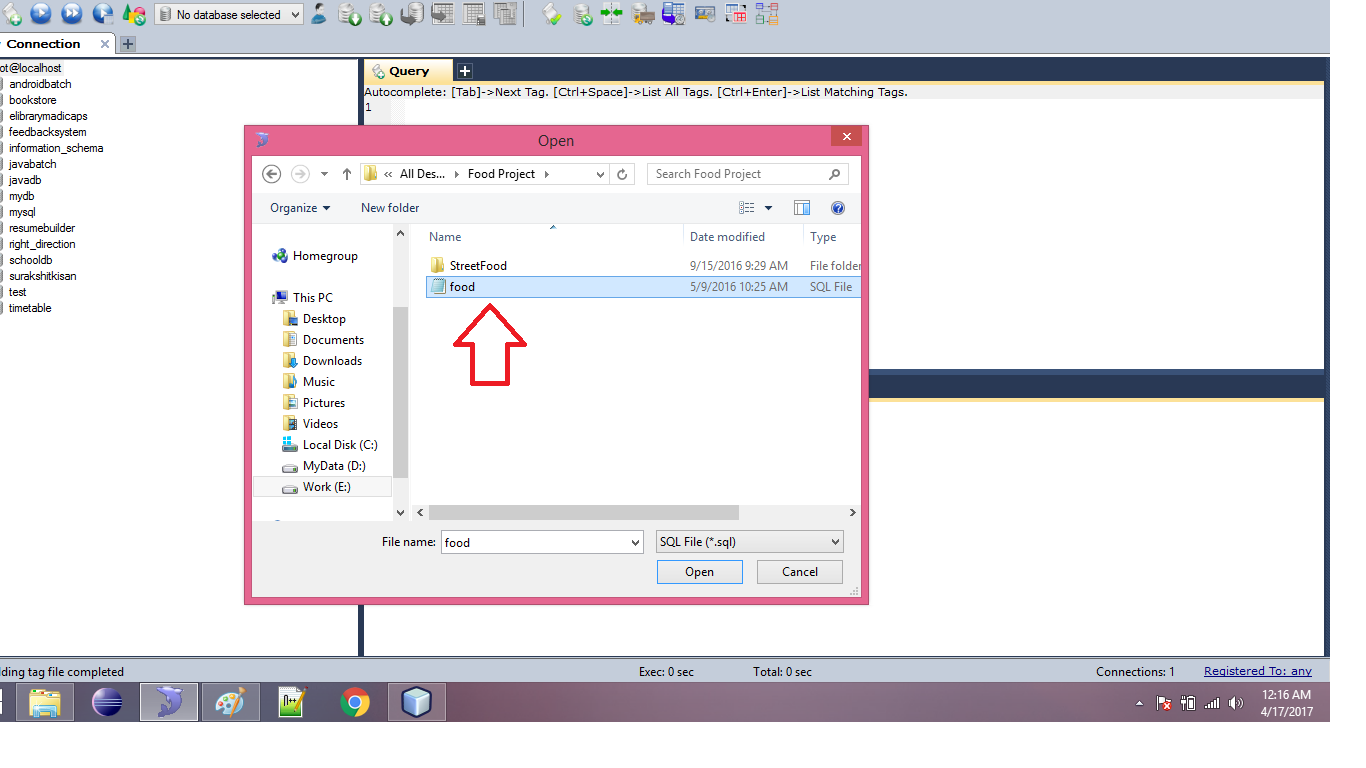 No database selected
Connection
ot@localhost
androidbatch
bookstore
elibrarymadicaps
feedbacksystem
information_schema
javabatch
javadb
mydb
mysql
resumebuilder
right_direction
schooldb
surakshitkisan
test
timetable
Query
Autocomplete: [Tab]->Next Tag. [Ctrl+Space]->List All Tags. [Ctrl+Enter]->List Matching Tags.
1
Open
« All Des... Food Project
Search Food Project
Organize New folder
Homegroup
This PC
Desktop
Documents
Downloads
Music
Pictures
Videos
Local Disk (C:)
MyData (D:)
Work (E:)
Name Date modified Type
StreetFood 9/15/2016 9:29 AM File folder
food 5/9/2016 10:25 AM SQL File
File name: food SQL File (*.sql)
Open Cancel
ding tag file completed Exec: 0 sec Total: 0 sec Connections: 1 Registered To: any
n++
12:16 AM
4/17/2017